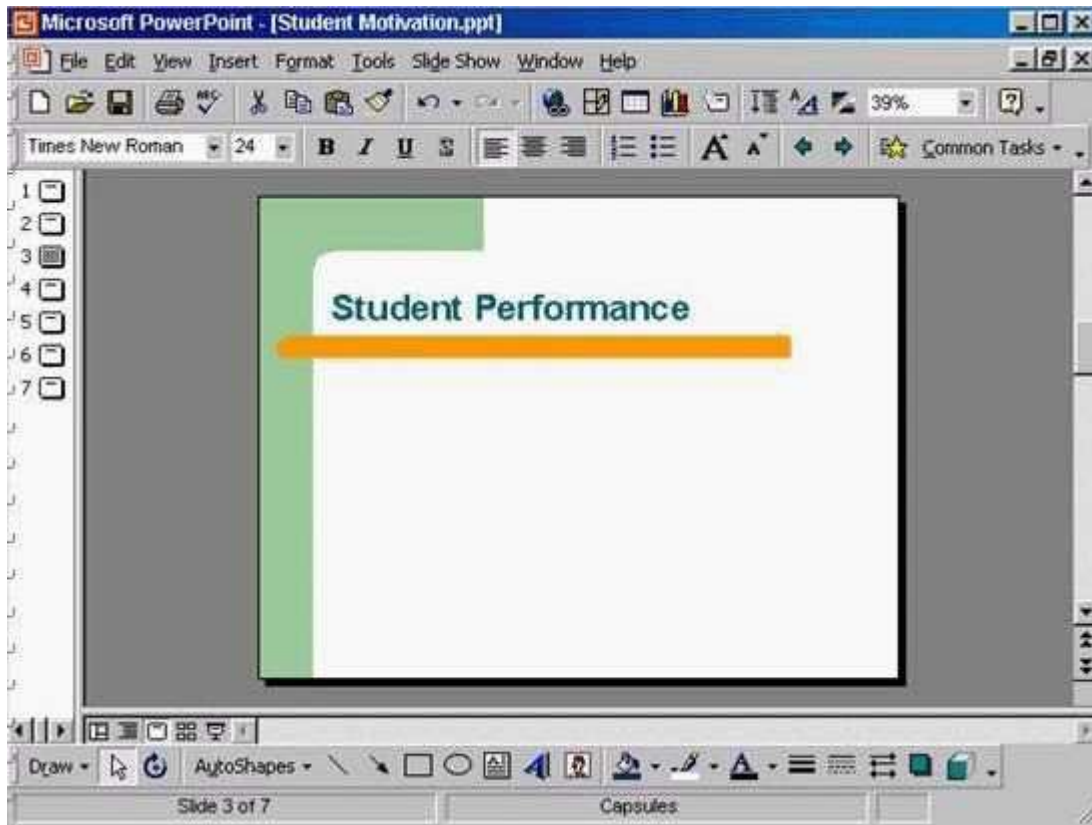 Microsoft PowerPoint - [Student Motivation.ppt]
File Edit View Insert Format Tools Slide Show Window Help
39%
Times New Roman 24 B I U S A A Common Tasks
1
2
3
4
5
6
7
Student Performance
Draw AutoShapes A A
Slide 3 of 7 Capsules